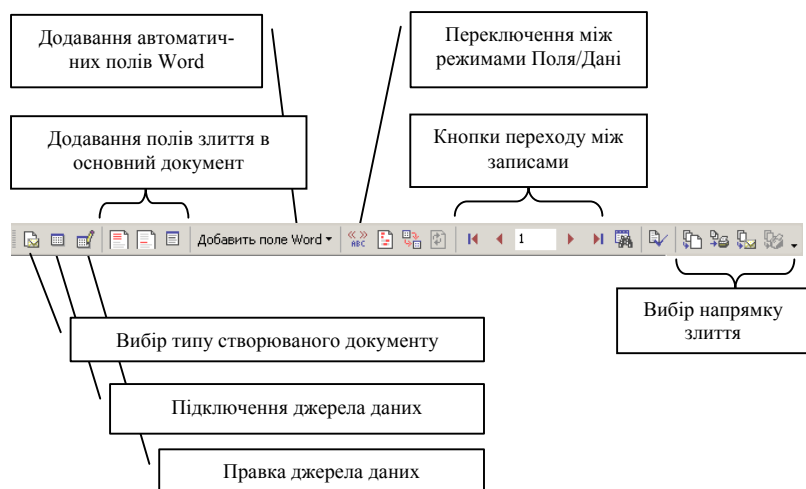 Додавання автоматич-
них полів Word
Переключення між
режимами Поля/Дані
Додавання полів злиття в
основний документ
Кнопки переходу між
записами
Добавить поле Word
« »
ABC
1
Вибір напрямку
злиття
Вибір типу створюваного документу
Підключення джерела даних
Правка джерела даних